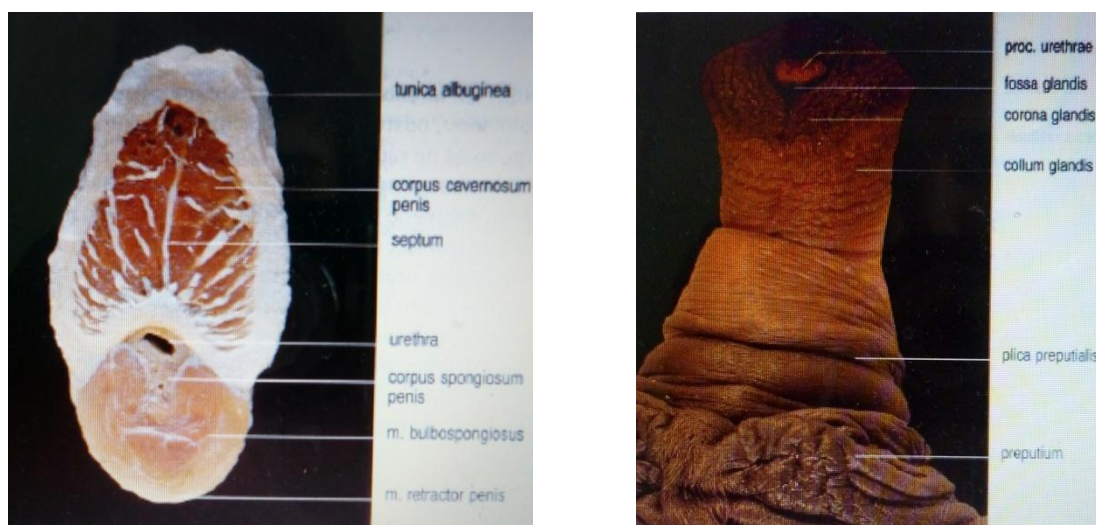 tunica albuginea
corpus cavernosum
penis
septum
urethra
corpus spongiosum
penis
m. bulbospongiosus
m. retractor penis
proc. urethrae
fossa glandis
corona glandis
collum glandis
plica preputialis
preputium